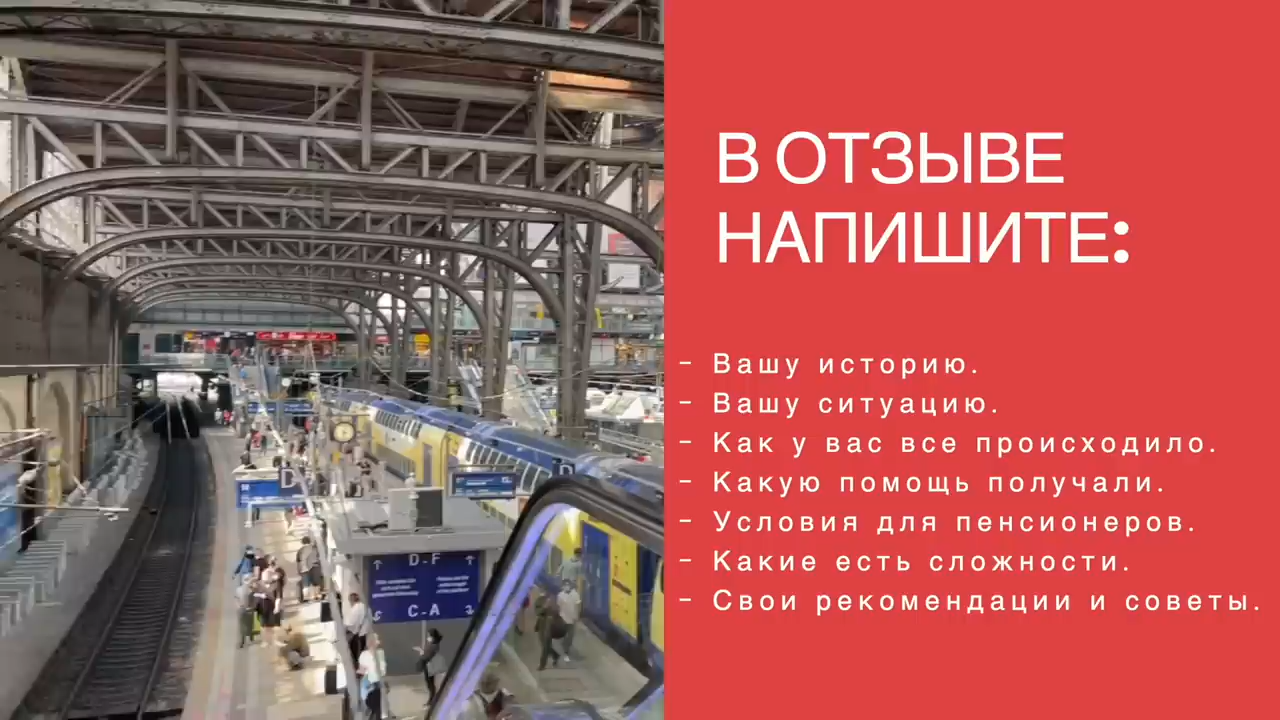 В ОТЗЫВЕ
НАПИШИТЕ:
- Вашу историю.
- Вашу ситуацию.
- Как у вас все происходило.
- Какую помощь получали.
- Условия для пенсионеров.
- Какие есть сложности.
- Свои рекомендации и советы.
D
D
D-F
C-A